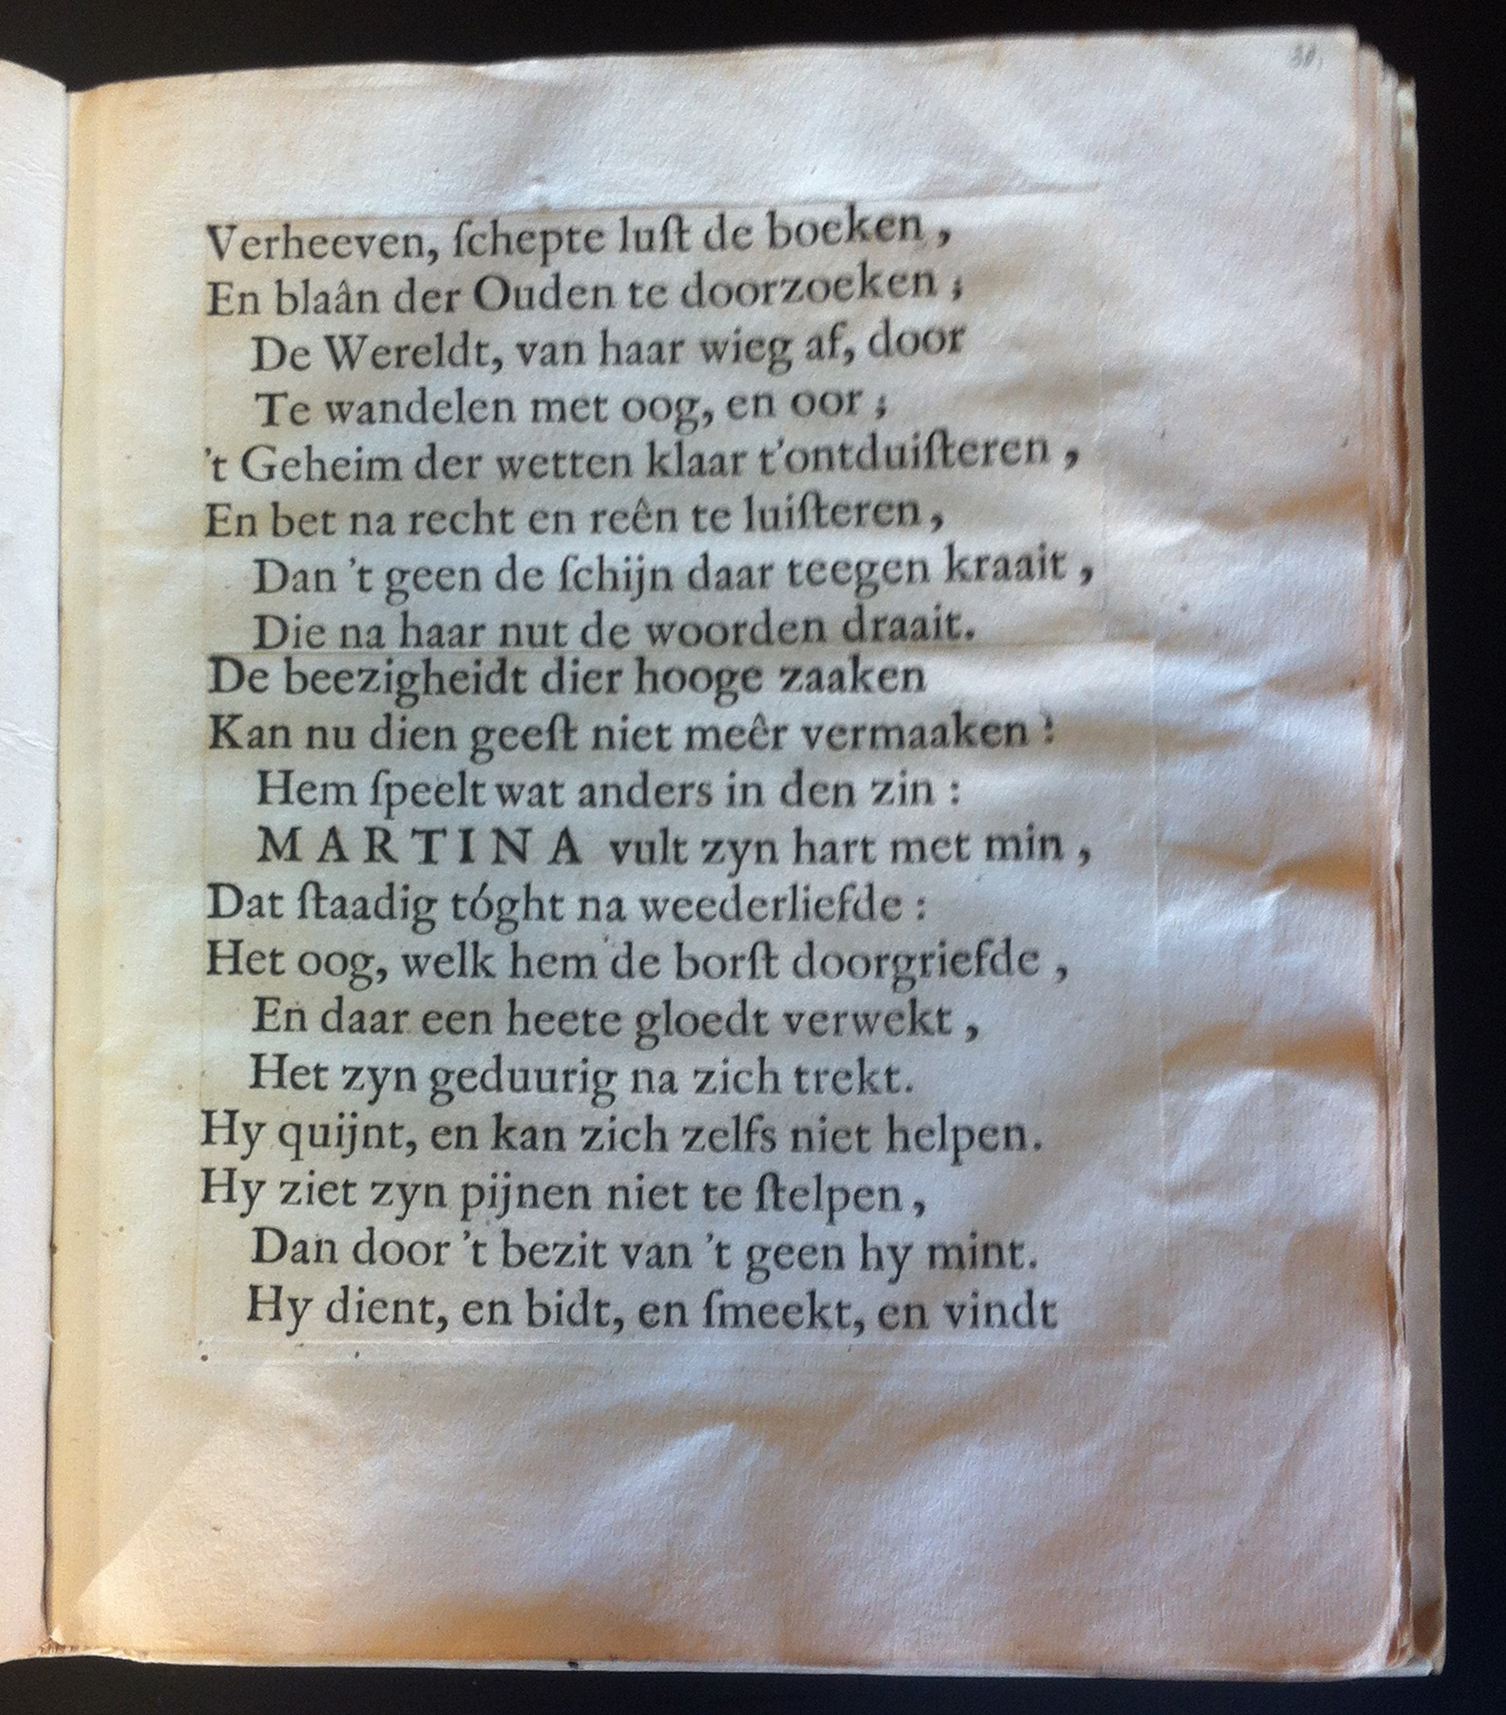 30.
Verheeven, ſchepte luſt de boeken,
En blaân der Ouden te doorzoeken;
De Wereldt, van haar wieg af, door
Te wandelen met oog, en oor;
't Geheim der wetten klaar t'ontduiſteren,
En bet na recht en reên te luiſteren,
Dan 't geen de ſchijn daar teegen kraait,
Die na haar nut de woorden draait.
De beezigheidt dier hooge zaaken
Kan nu dien geeſt niet meêr vermaaken:
Hem ſpeelt wat anders in den zin:
MARTINA vult zyn hart met min,
Dat ſtaadig tóght na weederliefde:
Het oog, welk hem de borſt doorgriefde,
En daar een heete gloedt verwekt,
Het zyn geduurig na zich trekt.
Hy quijnt, en kan zich zelfs niet helpen.
Hy ziet zyn pijnen niet te ſtelpen,
Dan door 't bezit van 't geen hy mint.
Hy dient, en bidt, en ſmeekt, en vindt